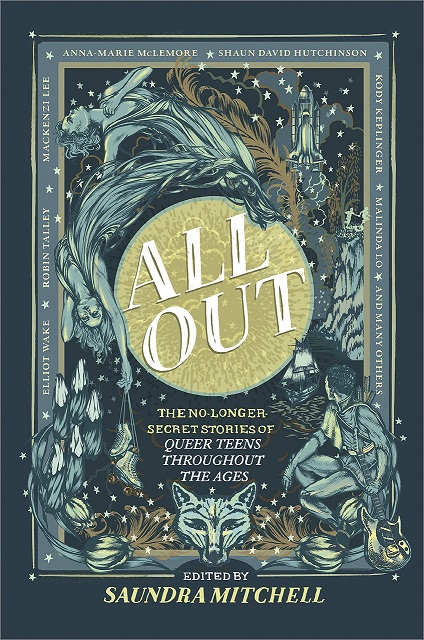 ANNA-MARIE McLEMORE ★ SHAUN DAVID HUTCHINSON
ELLIOT WAKE ★ ROBIN TALLEY ★ MACKENZI LEE
KODY KEPLINGER ★ MALINDA LO ★ AND MANY OTHERS
ALL
OUT
THE NO-LONGER-
SECRET STORIES OF
QUEER TEENS
THROUGHOUT
THE AGES
EDITED BY
SAUNDRA MITCHELL